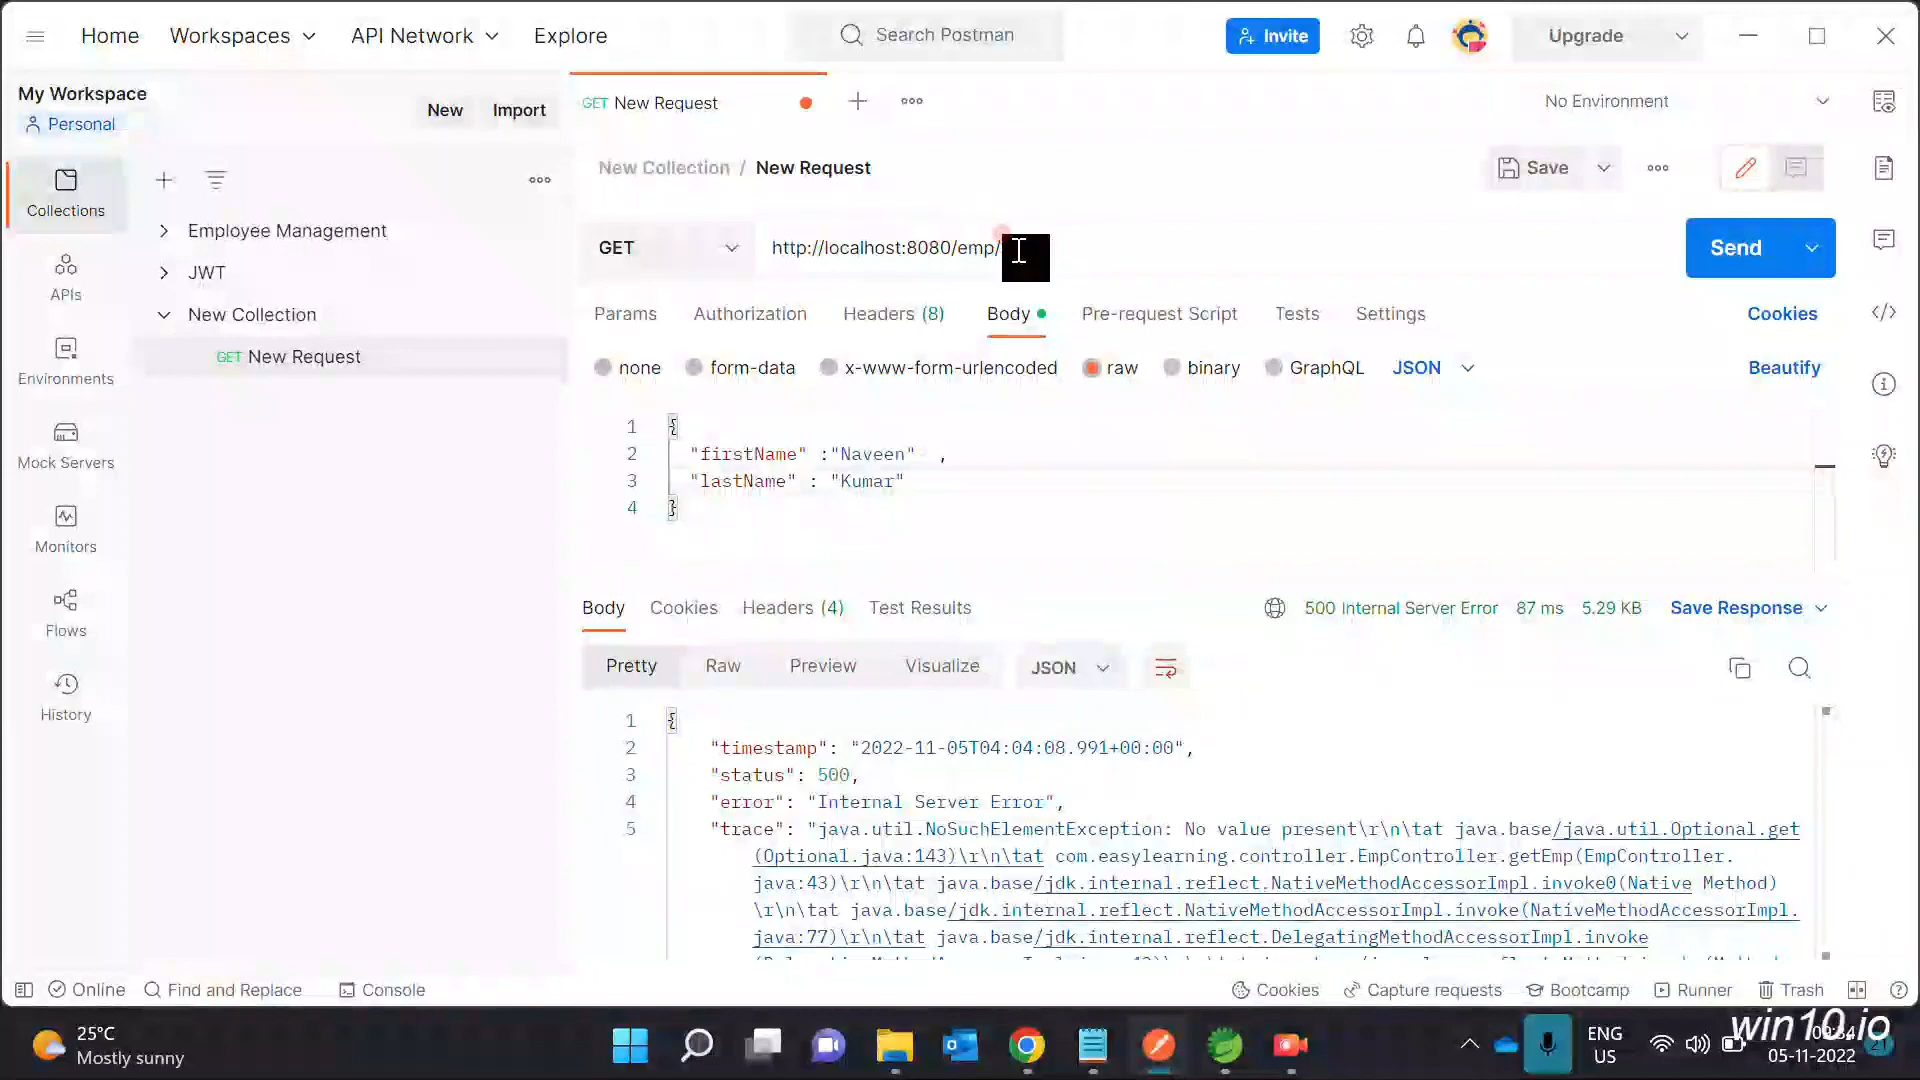 Home
Workspaces
API Network
Explore
Search Postman
Invite
Upgrade
My Workspace
Personal
New
Import
GET New Request
No Environment
New Collection / New Request
Save
Collections
APIs
Environments
Mock Servers
Monitors
Flows
History
Employee Management
JWT
New Collection
GET New Request
GET
http://localhost:8080/emp/
Send
Params
Authorization
Headers (8)
Body
Pre-request Script
Tests
Settings
Cookies
none
form-data
x-www-form-urlencoded
raw
binary
GraphQL
JSON
Beautify
1 {
2 "firstName" :"Naveen" ,
3 "lastName" : "Kumar"
4 }
Body
Cookies
Headers (4)
Test Results
500 Internal Server Error
87 ms
5.29 KB
Save Response
Pretty
Raw
Preview
Visualize
JSON
1 {
2 "timestamp": "2022-11-05T04:04:08.991+00:00",
3 "status": 500,
4 "error": "Internal Server Error",
5 "trace": "java.util.NoSuchElementException: No value present\r\n\tat java.base/java.util.Optional.get
(Optional.java:143)\r\n\tat com.easylearning.controller.EmpController.getEmp(EmpController.
java:43)\r\n\tat java.base/jdk.internal.reflect.NativeMethodAccessorImpl.invoke0(Native Method)
\r\n\tat java.base/jdk.internal.reflect.NativeMethodAccessorImpl.invoke(NativeMethodAccessorImpl.
java:77)\r\n\tat java.base/jdk.internal.reflect.DelegatingMethodAccessorImpl.invoke
Online
Find and Replace
Console
Cookies
Capture requests
Bootcamp
Runner
Trash
25°C
Mostly sunny
ENG
US
05-11-2022
21
win10.io